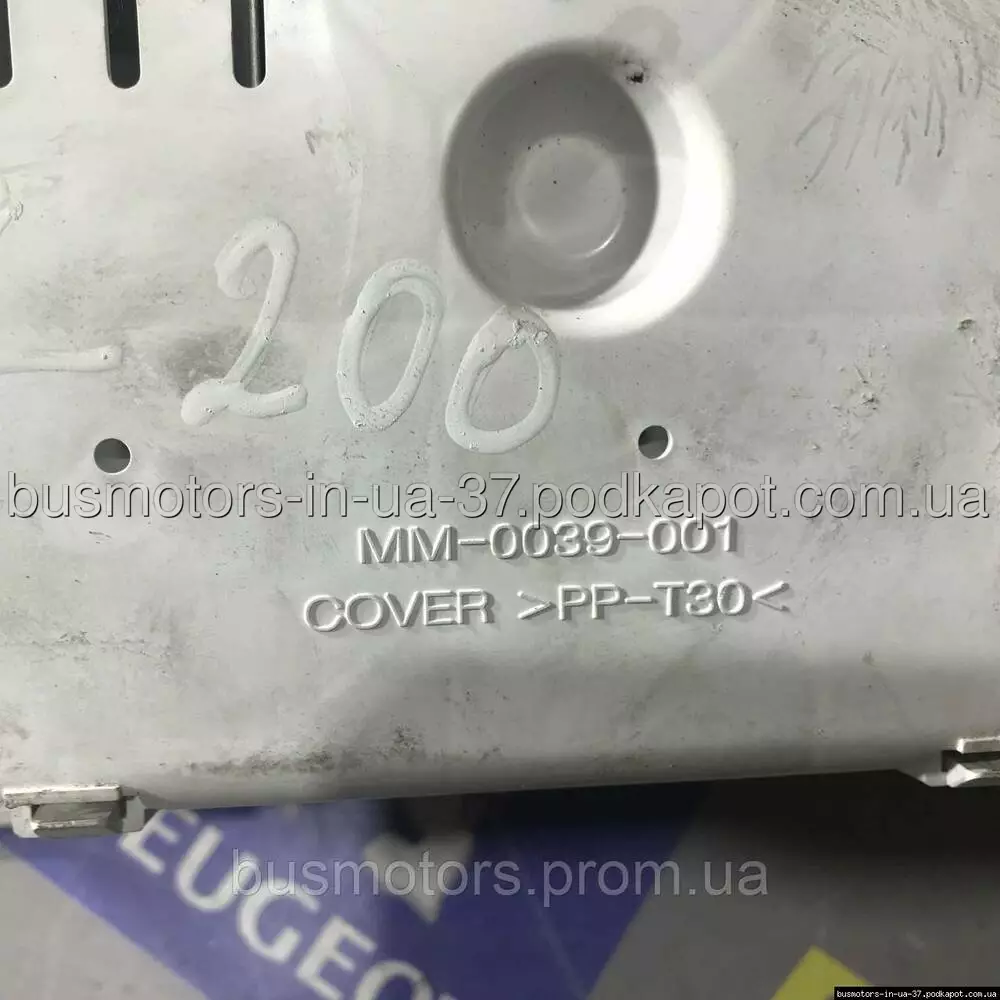 -200
busmotors-in-ua-37.podkapot.com.ua
MM-0039-001
COVER >PP-T30<
EUGEO
busmotors.prom.ua
busmotors-in-ua-37.podkapot.com.ua